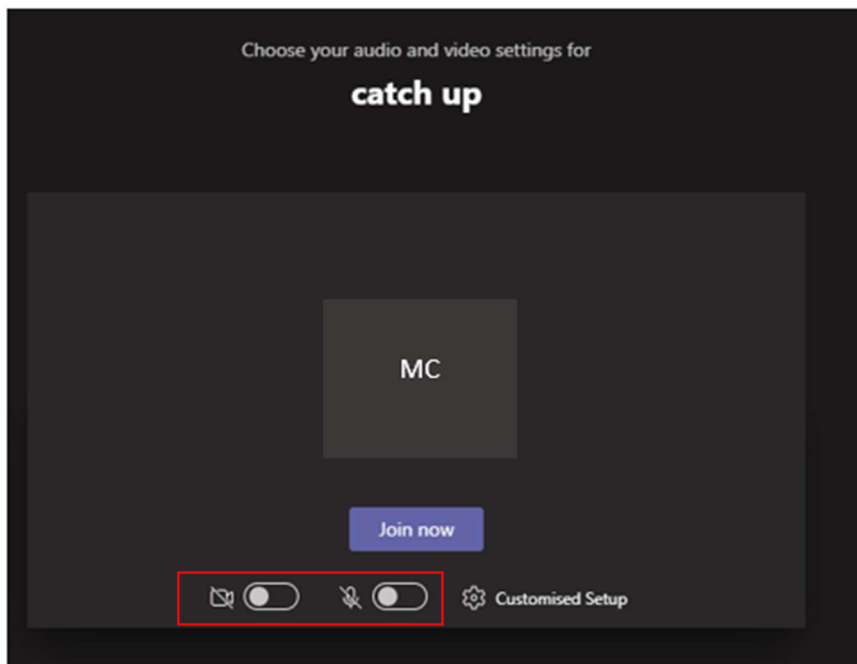 Choose your audio and video settings for
catch up
MC
Join now
Customised Setup